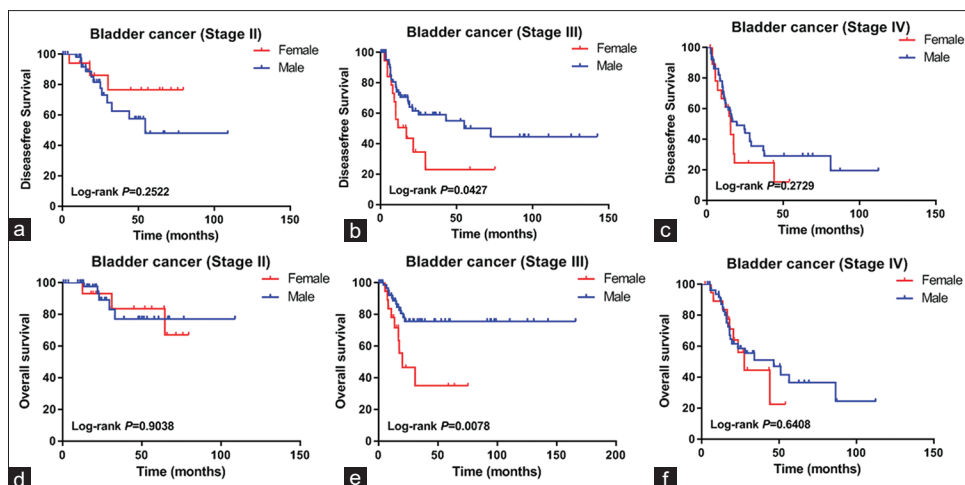 Bladder cancer (Stage II)
Female
Male
Diseasefree Survival
100
80
60
40
20
0
Log-rank P=0.2522
0 50 100 150
Time (months)
a
Bladder cancer (Stage III)
Female
Male
Diseasefree Survival
100
80
60
40
20
0
Log-rank P=0.0427
0 50 100 150
Time (months)
b
Bladder cancer (Stage IV)
Female
Male
Diseasefree Survival
100
80
60
40
20
0
Log-rank P=0.2729
0 50 100 150
Time (months)
c
Bladder cancer (Stage II)
Female
Male
Overall survival
100
80
60
40
20
0
Log-rank P=0.9038
0 50 100 150
Time (months)
d
Bladder cancer (Stage III)
Female
Male
Overall survival
100
80
60
40
20
0
Log-rank P=0.0078
0 50 100 150 200
Time (months)
e
Bladder cancer (Stage IV)
Female
Male
Overall survival
100
80
60
40
20
Log-rank P=0.6408
0 50 100 150
Time (months)
f